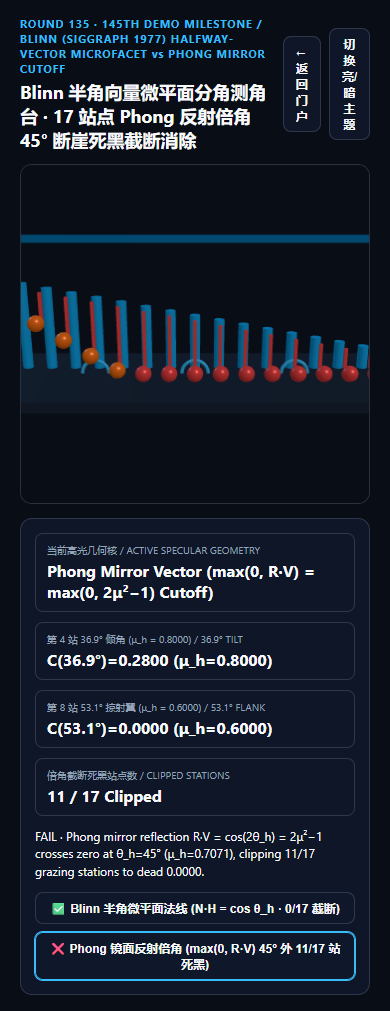 ROUND 135 · 145TH DEMO MILESTONE /
BLINN (SIGGRAPH 1977) HALFWAY-
VECTOR MICROFACET vs PHONG MIRROR
CUTOFF
Blinn 半角向量微平面分角测角
台 · 17 站点 Phong 反射倍角
45° 断崖死黑截断消除
←
返
回
门
户
切
换
亮/
暗
主
题
当前高光几何核 / ACTIVE SPECULAR GEOMETRY
Phong Mirror Vector (max(0, R·V) =
max(0, 2μ²−1) Cutoff)
第 4 站 36.9° 倾角 (μ_h = 0.8000) / 36.9° TILT
C(36.9°)=0.2800 (μ_h=0.8000)
第 8 站 53.1° 掠射翼 (μ_h = 0.6000) / 53.1° FLANK
C(53.1°)=0.0000 (μ_h=0.6000)
倍角截断死黑站点数 / CLIPPED STATIONS
11 / 17 Clipped
FAIL · Phong mirror reflection R·V = cos(2θ_h) = 2μ²−1
crosses zero at θ_h=45° (μ_h=0.7071), clipping 11/17
grazing stations to dead 0.0000.
✅ Blinn 半角微平面法线 (N·H = cos θ_h · 0/17 截断)
❌ Phong 镜面反射倍角 (max(0, R·V) 45° 外 11/17 站
死黑)